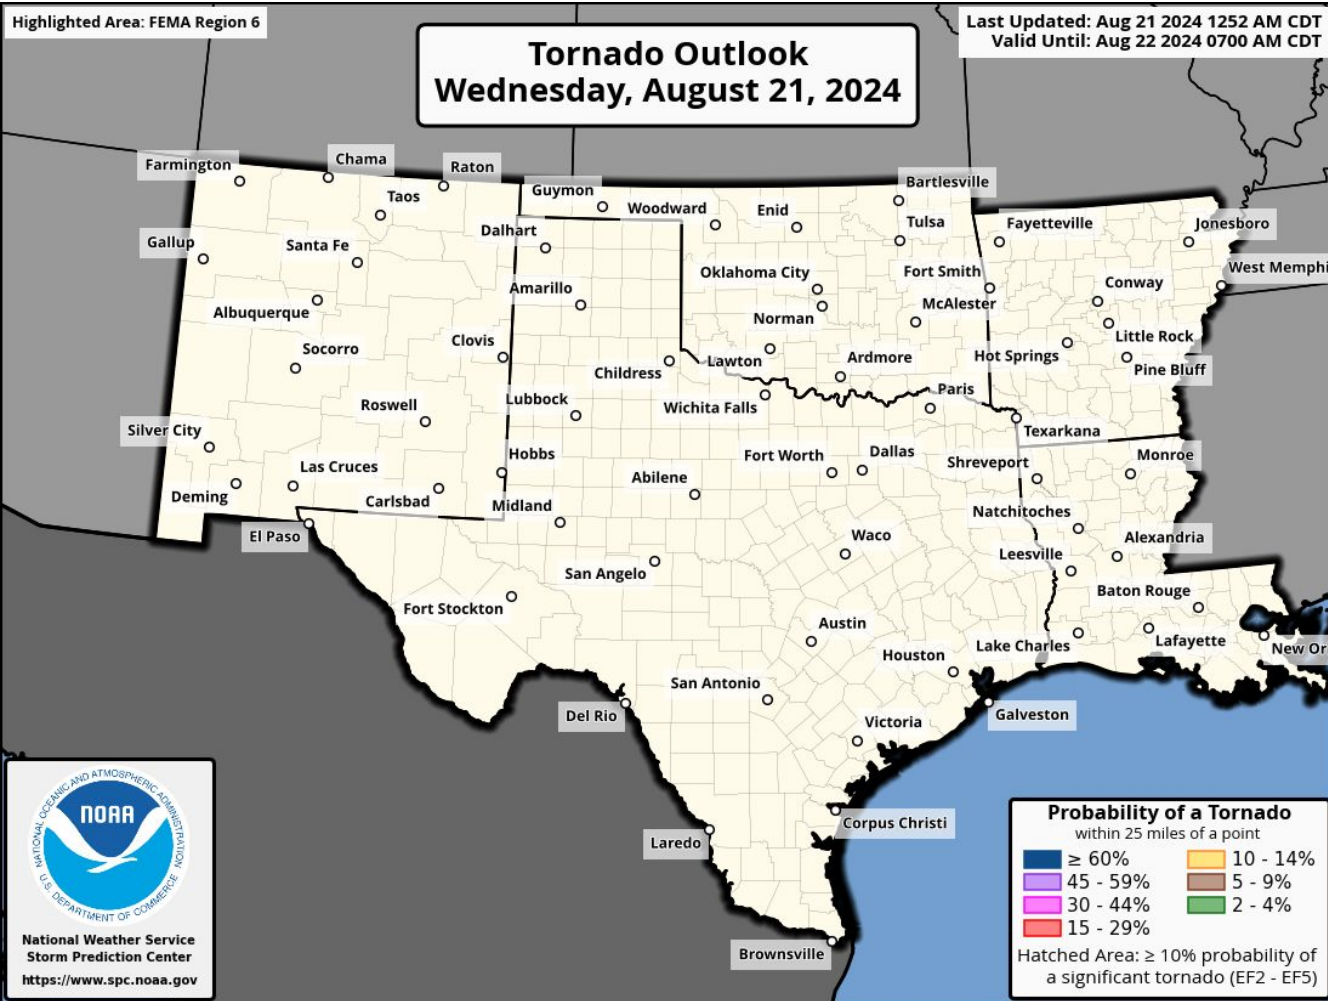 Highlighted Area: FEMA Region 6
Last Updated: Aug 21 2024 1252 AM CDT
Valid Until: Aug 22 2024 0700 AM CDT
Tornado Outlook
Wednesday, August 21, 2024
Farmington
Chama
Raton
Taos
Guymon
Woodward
Enid
Bartlesville
Tulsa
Fayetteville
Jonesboro
Gallup
Santa Fe
Dalhart
Oklahoma City
Fort Smith
West Memphi
Albuquerque
Amarillo
Norman
McAlester
Conway
Socorro
Clovis
Childress
Lawton
Ardmore
Hot Springs
Little Rock
Pine Bluff
Roswell
Lubbock
Wichita Falls
Paris
Texarkana
Silver City
Las Cruces
Hobbs
Abilene
Fort Worth
Dallas
Shreveport
Monroe
Deming
Carlsbad
Midland
Natchitoches
El Paso
San Angelo
Waco
Leesville
Alexandria
Fort Stockton
Austin
Baton Rouge
Houston
Lake Charles
Lafayette
New Or
San Antonio
Del Rio
Victoria
Galveston
Laredo
Corpus Christi
Brownsville
NATIONAL OCEANIC AND ATMOSPHERIC ADMINISTRATION
NOAA
U.S. DEPARTMENT OF COMMERCE
National Weather Service
Storm Prediction Center
https://www.spc.noaa.gov
Probability of a Tornado
within 25 miles of a point
≥ 60%
10 - 14%
45 - 59%
5 - 9%
30 - 44%
2 - 4%
15 - 29%
Hatched Area: ≥ 10% probability of
a significant tornado (EF2 - EF5)